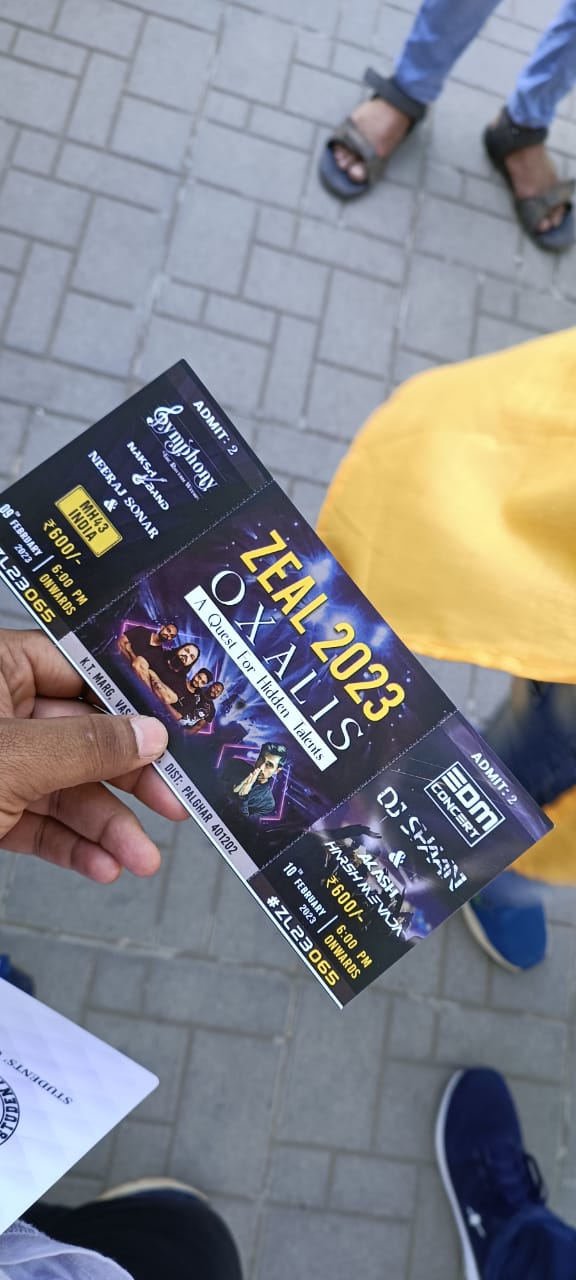 ADMIT: 2
Symphony
NAKSH BAND
NEERAJ SONAR
&
MH43
INDIA
₹600/-
09TH FEBRUARY
2023
6:00 PM
ONWARDS
ZL23065
ZEAL 2023
OXALIS
A Quest For Hidden Talents
K.T. MARG, VAS
DIST: PALGHAR 401202
ADMIT: 2
EDM
CONCERT
DJ SHAAN
&
AKASH
HARSH MEVADA
₹600/-
10TH FEBRUARY
2023
6:00 PM
ONWARDS
#ZL23065
STUDENTS'